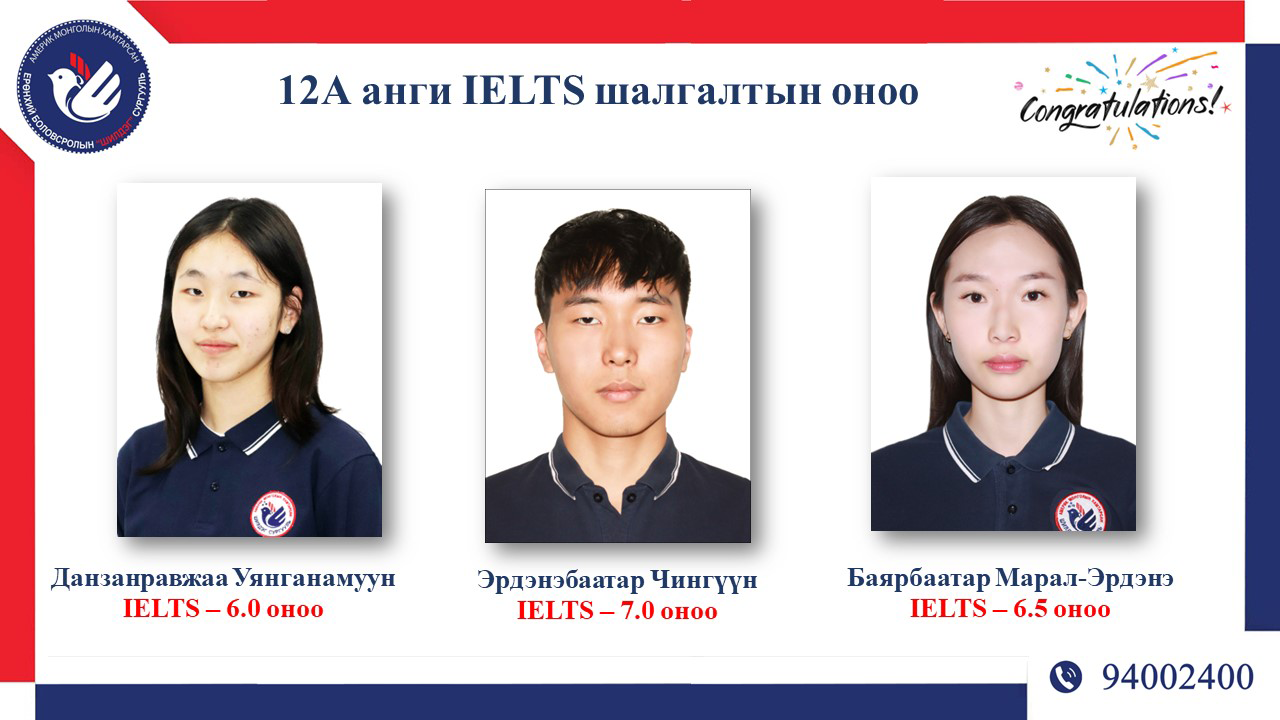 АМЕРИК МОНГОЛЫН ХАМТАРСАН
ЕРӨНХИЙ БОЛОВСРОЛЫН "ШИЛДЭГ" СУРГУУЛЬ
12А анги IELTS шалгалтын оноо
Congratulations!
Данзанравжаа Уянганамуун
IELTS – 6.0 оноо
Эрдэнэбаатар Чингүүн
IELTS – 7.0 оноо
Баярбаатар Марал-Эрдэнэ
IELTS – 6.5 оноо
94002400